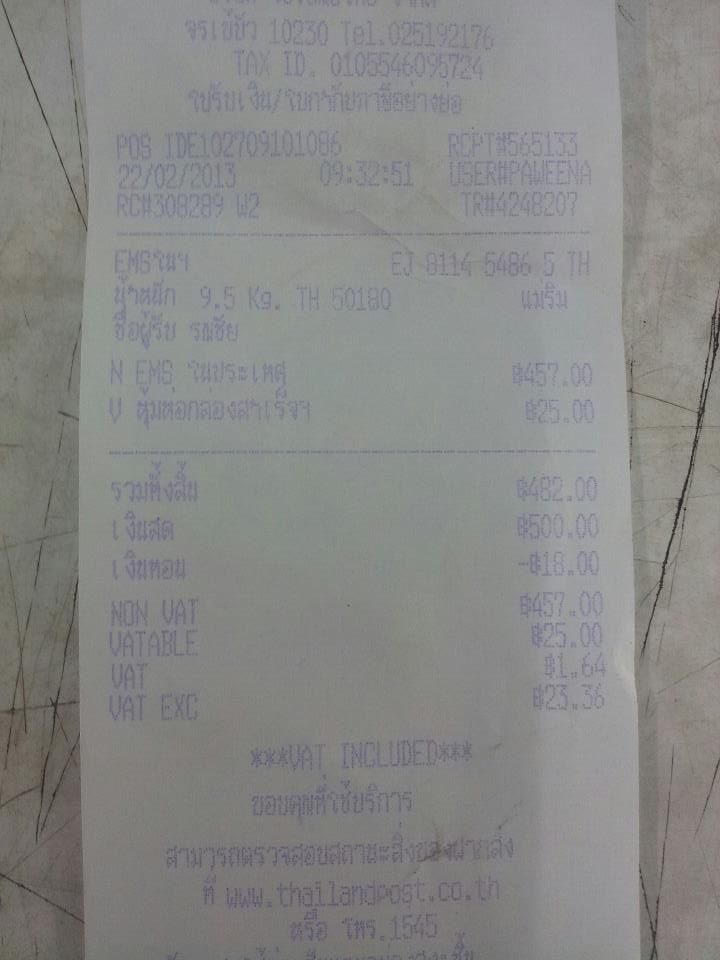 จรเข้บัว 10230 Tel.025192176
TAX ID. 0105546095724
ใบรับเงิน/ใบกำกับภาษีอย่างย่อ
POS IDE102709101086 RCPT#565133
22/02/2013 09:32:51 USER#PAWEENA
RC#308289 W2 TR#4248207
EMSในฯ EJ 8114 5486 5 TH
น้ำหนัก 9.5 Kg. TH 50180 แม่ริม
ชื่อผู้รับ รณชัย
N EMS ในประเทศ ฿457.00
V หุ้มห่อกล่องสำเร็จฯ ฿25.00
รวมทั้งสิ้น ฿482.00
เงินสด ฿500.00
เงินทอน -฿18.00
NON VAT ฿457.00
VATABLE ฿25.00
VAT ฿1.64
VAT EXC ฿23.36
***VAT INCLUDED***
ขอบคุณที่ใช้บริการ
สามารถตรวจสอบสถานะสิ่งของฝากส่ง
ที่ www.thailandpost.co.th
หรือ โทร.1545